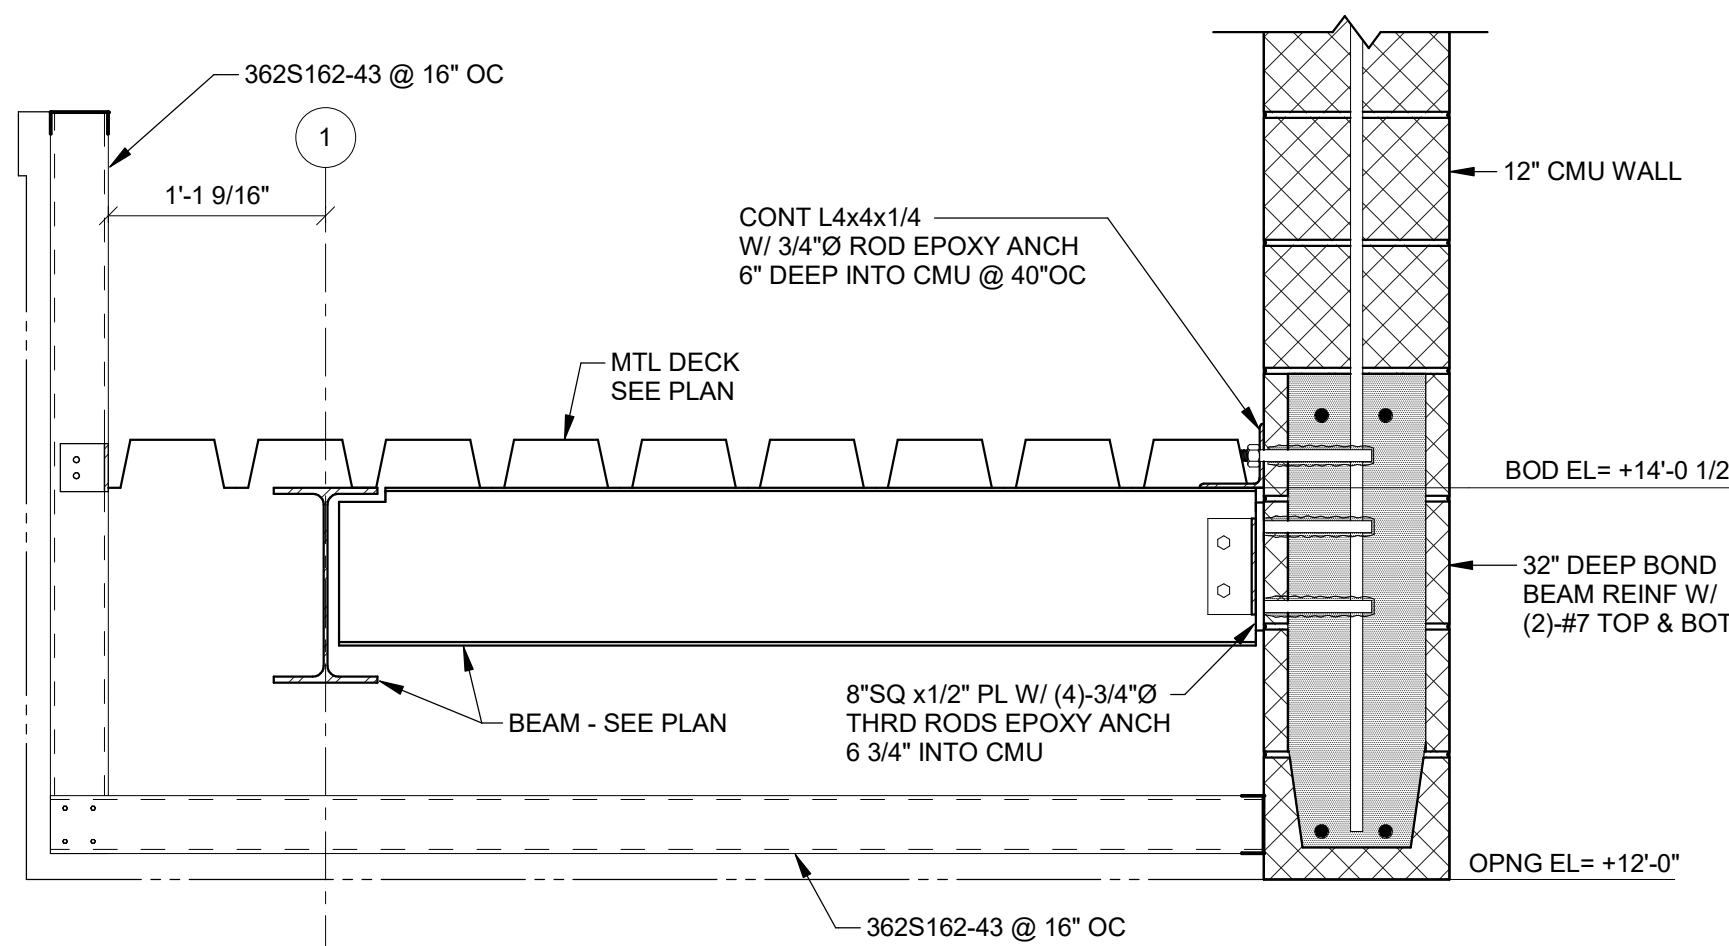 362S162-43 @ 16" OC
1
1'-1 9/16"
12" CMU WALL
CONT L4x4x1/4
W/ 3/4"Ø ROD EPOXY ANCH
6" DEEP INTO CMU @ 40"OC
MTL DECK
SEE PLAN
BOD EL= +14'-0 1/2
32" DEEP BOND
BEAM REINF W/
(2)-#7 TOP & BOT
8"SQ x1/2" PL W/ (4)-3/4"Ø
THRD RODS EPOXY ANCH
6 3/4" INTO CMU
BEAM - SEE PLAN
OPNG EL= +12'-0"
362S162-43 @ 16" OC